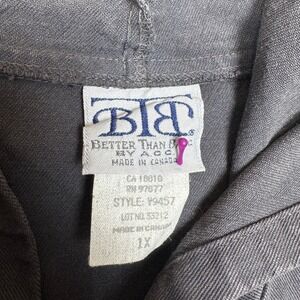 BTB®
BETTER THAN
BY A.C.C.
MADE IN CANADA
CA 18010
RN 97677
STYLE: Y9457
LOT NO. 53212
MADE IN CANADA
1X